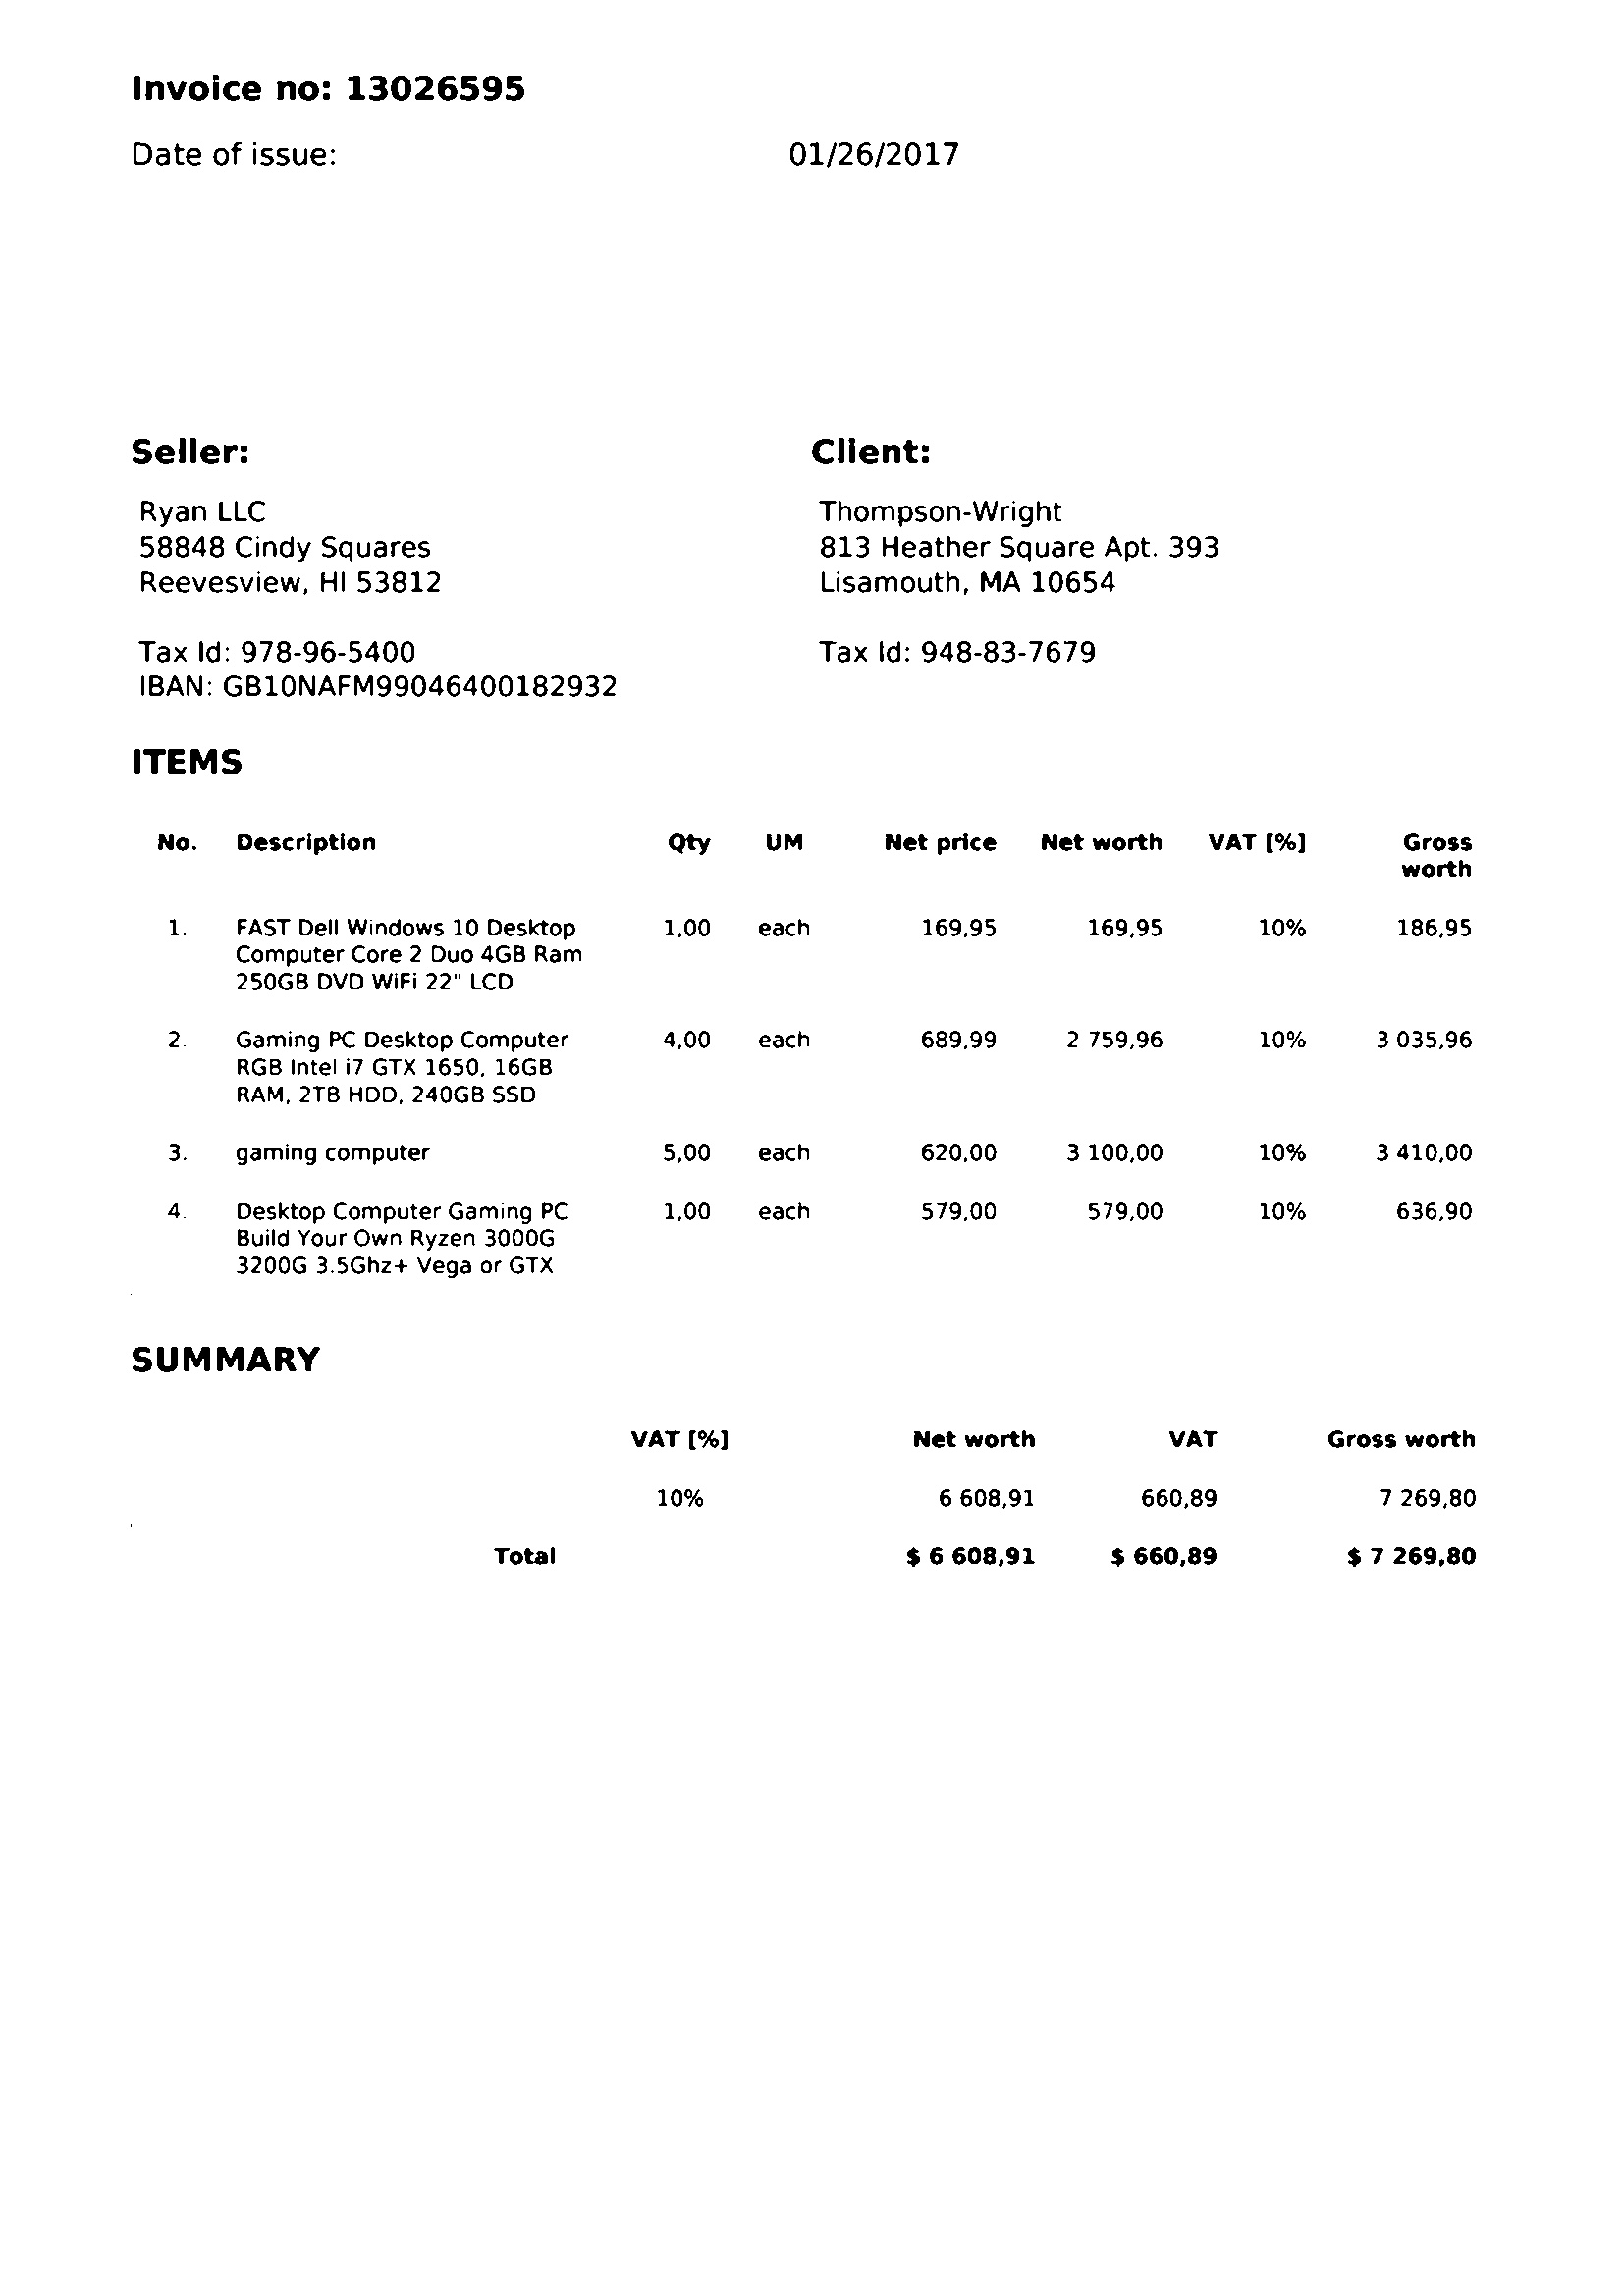 Invoice no: 13026595
Date of issue: 01/26/2017
Seller: Client:
Ryan LLC Thompson-Wright
58848 Cindy Squares 813 Heather Square Apt. 393
Reevesview, HI 53812 Lisamouth, MA 10654
Tax Id: 978-96-5400 Tax Id: 948-83-7679
IBAN: GB10NAFM99046400182932
ITEMS
No. Description Qty UM Net price Net worth VAT [%] Gross
worth
1. FAST Dell Windows 10 Desktop 1,00 each 169,95 169,95 10% 186,95
Computer Core 2 Duo 4GB Ram
250GB DVD WiFi 22" LCD
2. Gaming PC Desktop Computer 4,00 each 689,99 2 759,96 10% 3 035,96
RGB Intel i7 GTX 1650, 16GB
RAM, 2TB HDD, 240GB SSD
3. gaming computer 5,00 each 620,00 3 100,00 10% 3 410,00
4. Desktop Computer Gaming PC 1,00 each 579,00 579,00 10% 636,90
Build Your Own Ryzen 3000G
3200G 3.5Ghz+ Vega or GTX
SUMMARY
VAT [%] Net worth VAT Gross worth
10% 6 608,91 660,89 7 269,80
Total $ 6 608,91 $ 660,89 $ 7 269,80